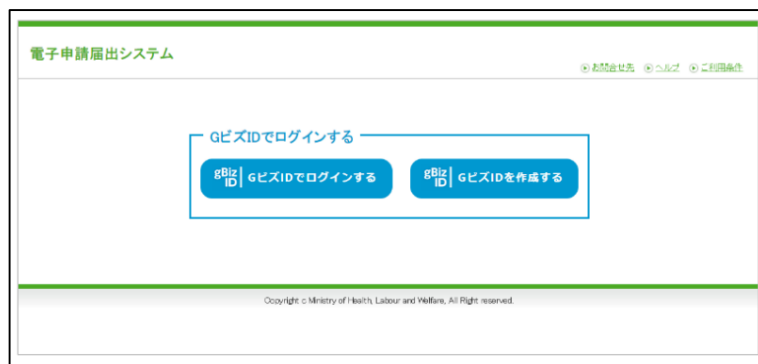 電子申請届出システム
お問合せ先 ヘルプ ご利用条件
GビズIDでログインする
gBiz ID GビズIDでログインする gBiz ID GビズIDを作成する
Copyright c Ministry of Health, Labour and Welfare, All Right reserved.